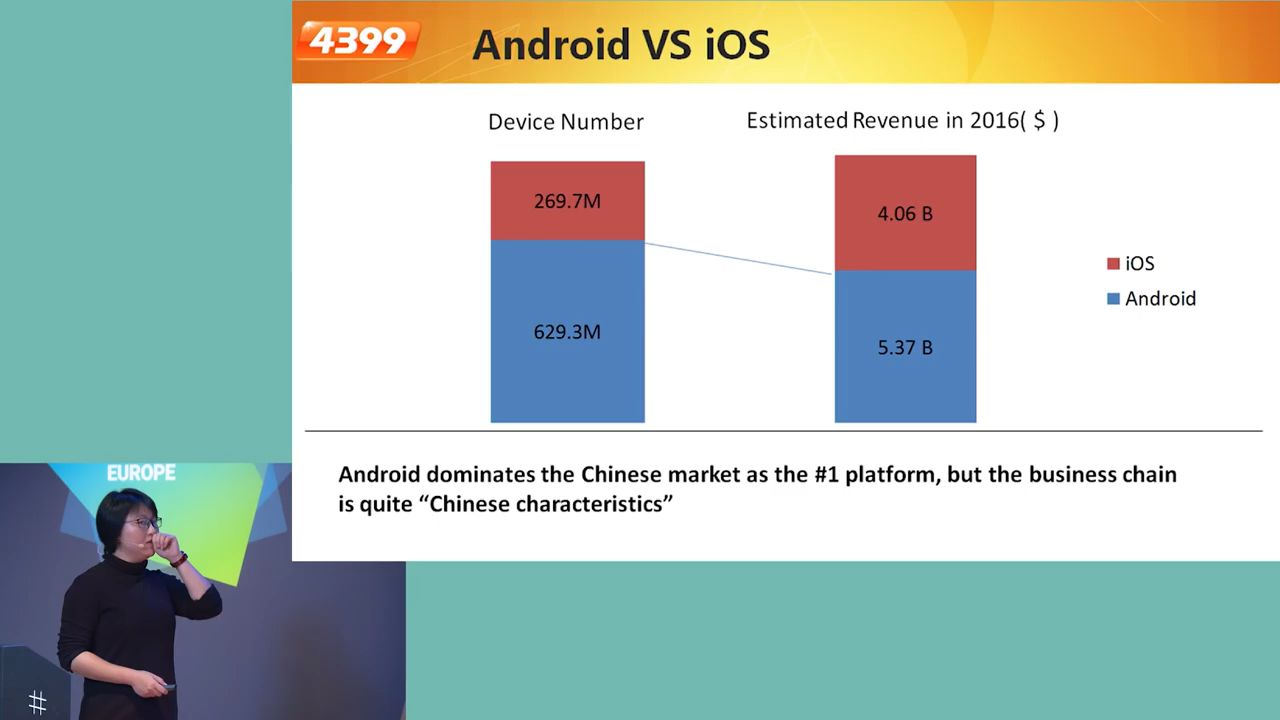 4399
Android VS iOS
Device Number
Estimated Revenue in 2016( $ )
269.7M
4.06 B
629.3M
5.37 B
iOS
Android
Android dominates the Chinese market as the #1 platform, but the business chain
is quite “Chinese characteristics”
EUROPE
#